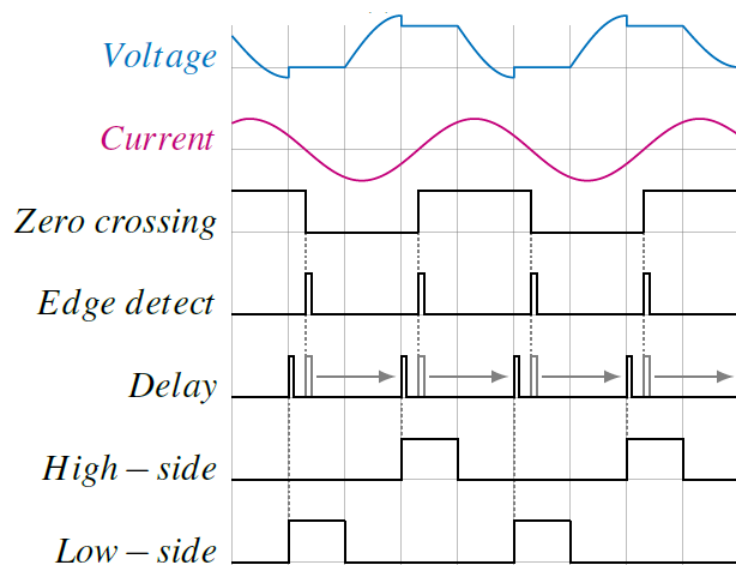 Voltage
Current
Zero crossing
Edge detect
Delay
High – side
Low – side